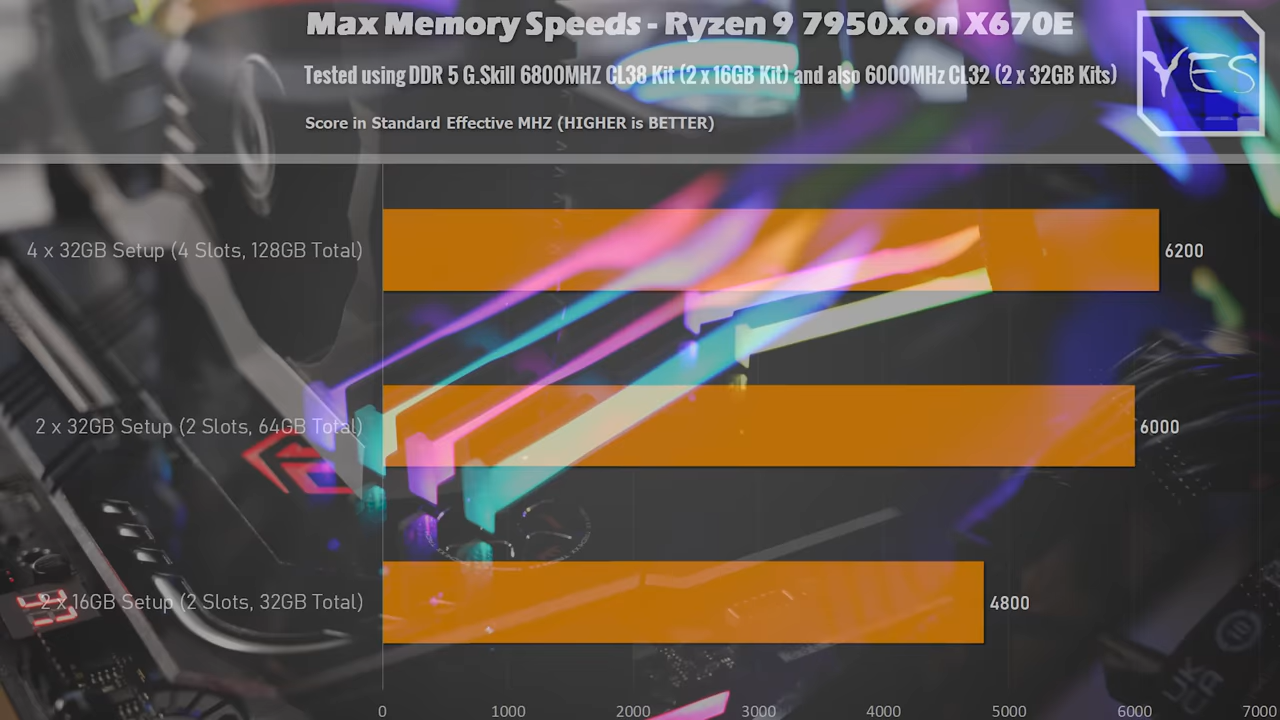 Max Memory Speeds - Ryzen 9 7950x on X670E
Tested using DDR 5 G.Skill 6800MHZ CL38 Kit (2 x 16GB Kit) and also 6000MHz CL32 (2 x 32GB Kits)
YES
Score in Standard Effective MHZ (HIGHER is BETTER)
4 x 32GB Setup (4 Slots, 128GB Total)
6200
2 x 32GB Setup (2 Slots, 64GB Total)
6000
2 x 16GB Setup (2 Slots, 32GB Total)
4800
0 1000 2000 3000 4000 5000 6000 7000